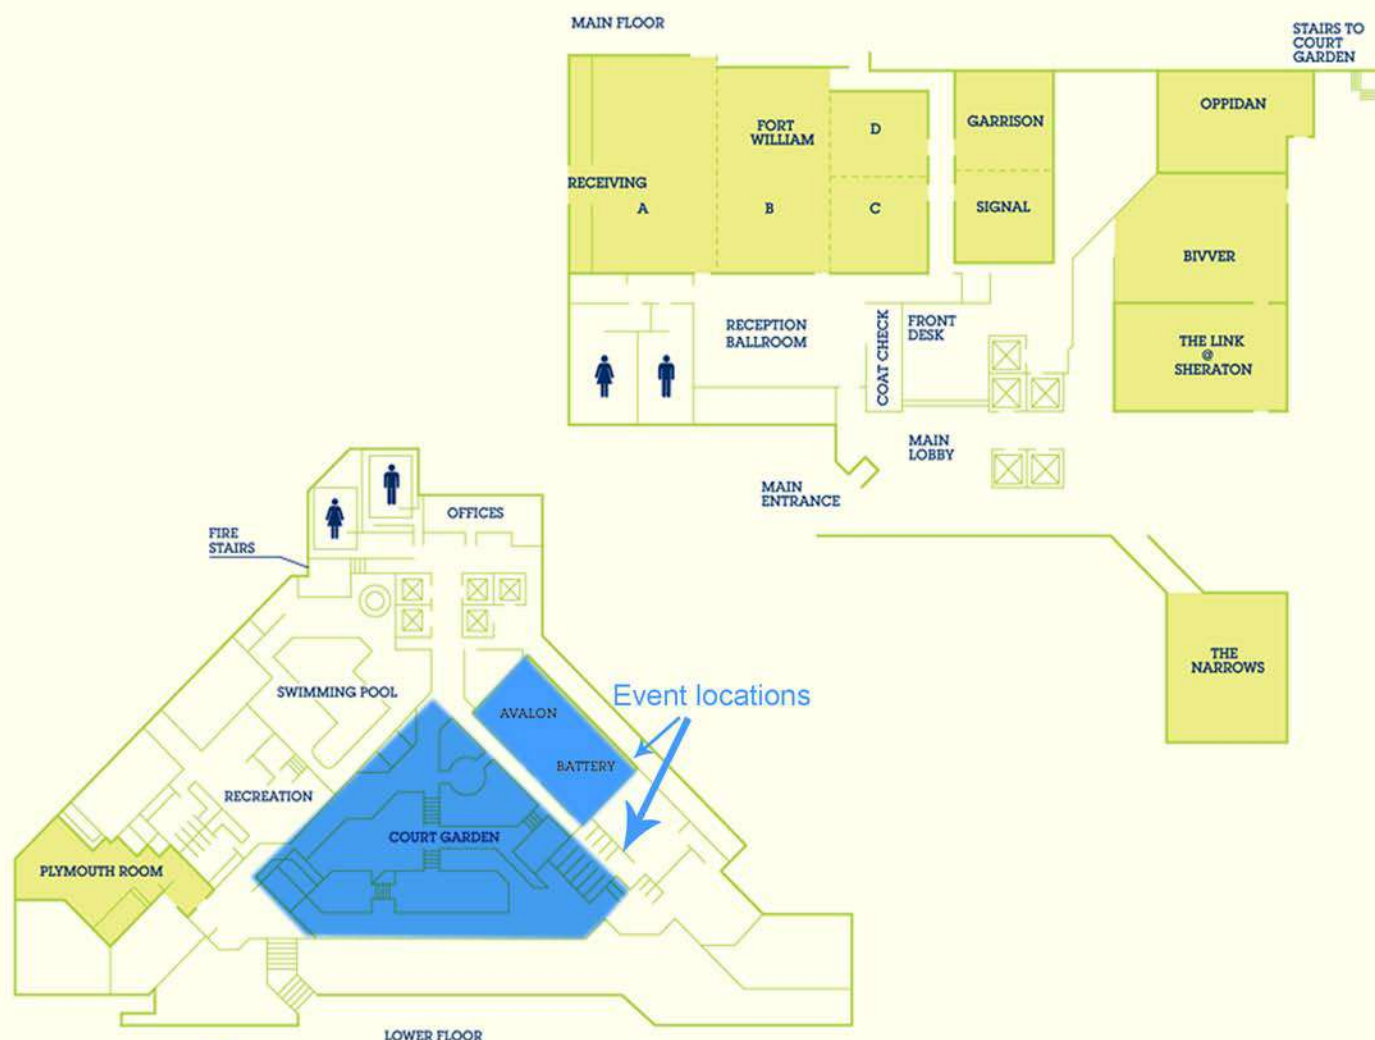 MAIN FLOOR
STAIRS TO
COURT
GARDEN
OPPIDAN
FORT
WILLIAM
D
GARRISON
RECEIVING
A
B
C
SIGNAL
BIVVER
RECEPTION
BALLROOM
COAT CHECK
FRONT
DESK
THE LINK
@
SHERATON
MAIN
LOBBY
MAIN
ENTRANCE
OFFICES
FIRE
STAIRS
THE
NARROWS
SWIMMING POOL
Event locations
AVALON
BATTERY
RECREATION
COURT GARDEN
PLYMOUTH ROOM
LOWER FLOOR